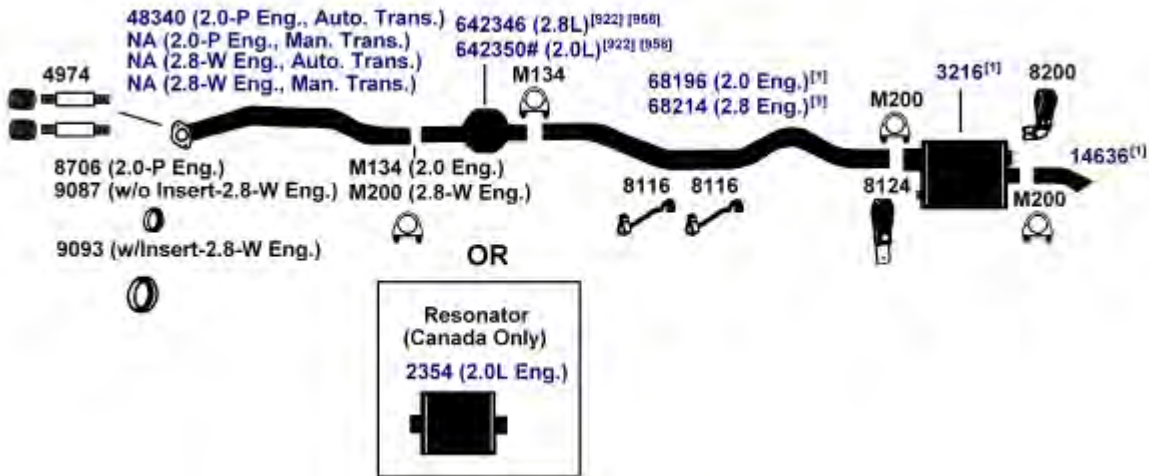 48340 (2.0-P Eng., Auto. Trans.)
NA (2.0-P Eng., Man. Trans.)
NA (2.8-W Eng., Auto. Trans.)
NA (2.8-W Eng., Man. Trans.)
642346 (2.8L)[922] [966]
642350# (2.0L)[922] [958]
4974
M134
68196 (2.0 Eng.)[1]
68214 (2.8 Eng.)[1]
M200
3216[1]
8200
8706 (2.0-P Eng.)
9087 (w/o Insert-2.8-W Eng.)
9093 (w/Insert-2.8-W Eng.)
M134 (2.0 Eng.)
M200 (2.8-W Eng.)
8116
8116
8124
14636[1]
M200
OR
Resonator
(Canada Only)
2354 (2.0L Eng.)